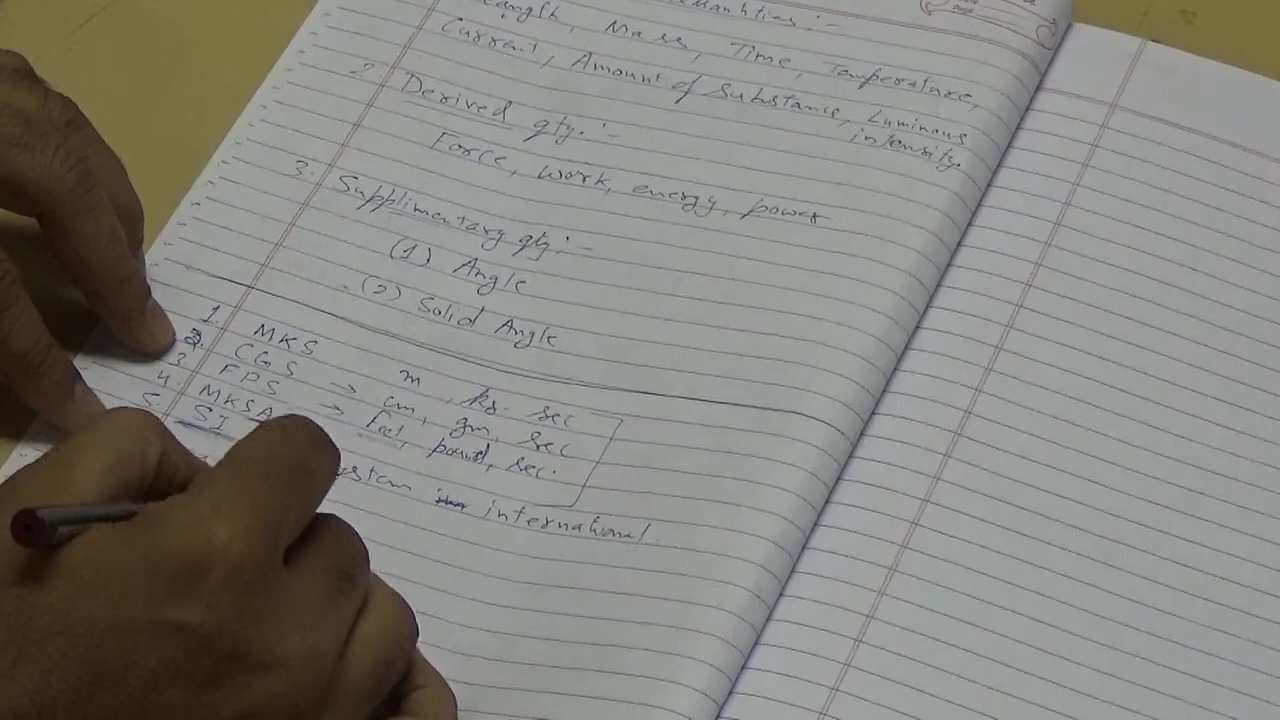 Quantities :-
Length, Mass, Time, Temperature,
Current, Amount of Substance, Luminous
intensity.
2. Derived qty. :-
Force, work, energy, power
3. Supplimentary qty :-
(1) Angle
(2) Solid Angle
1. MKS → m, kg. sec
2. CGS → cm, gm, sec
3. FPS → feet, pound, sec.
4. MKSA
5. SI
system international